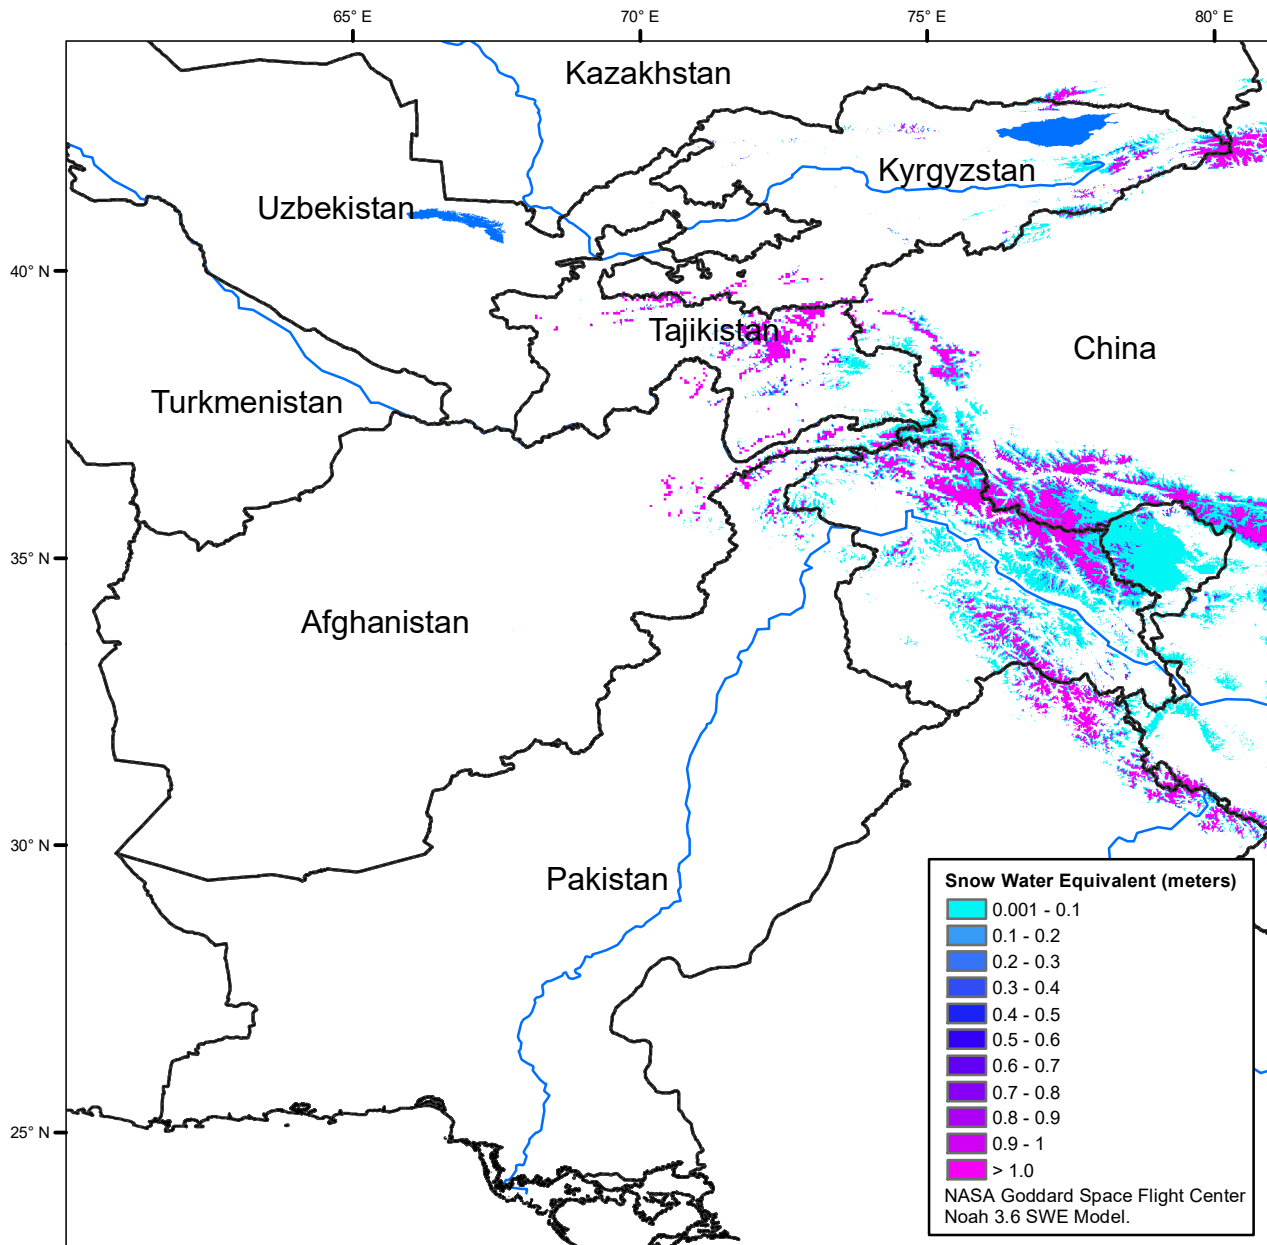 65° E
70° E
75° E
80° E
Kazakhstan
Kyrgyzstan
Uzbekistan
40° N
Tajikistan
China
Turkmenistan
35° N
Afghanistan
30° N
Pakistan
25° N
Snow Water Equivalent (meters)
0.001 - 0.1
0.1 - 0.2
0.2 - 0.3
0.3 - 0.4
0.4 - 0.5
0.5 - 0.6
0.6 - 0.7
0.7 - 0.8
0.8 - 0.9
0.9 - 1
> 1.0
NASA Goddard Space Flight Center
Noah 3.6 SWE Model.